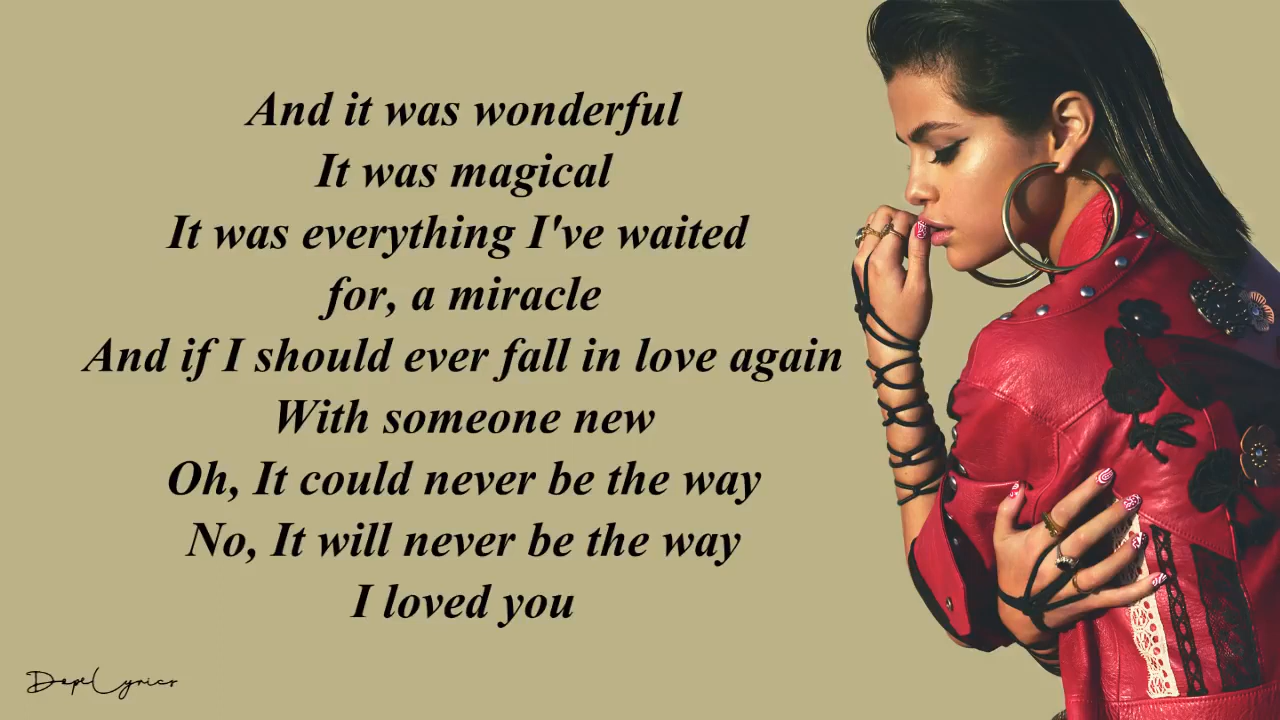 And it was wonderful
It was magical
It was everything I've waited
for, a miracle
And if I should ever fall in love again
With someone new
Oh, It could never be the way
No, It will never be the way
I loved you
DopeLyrics